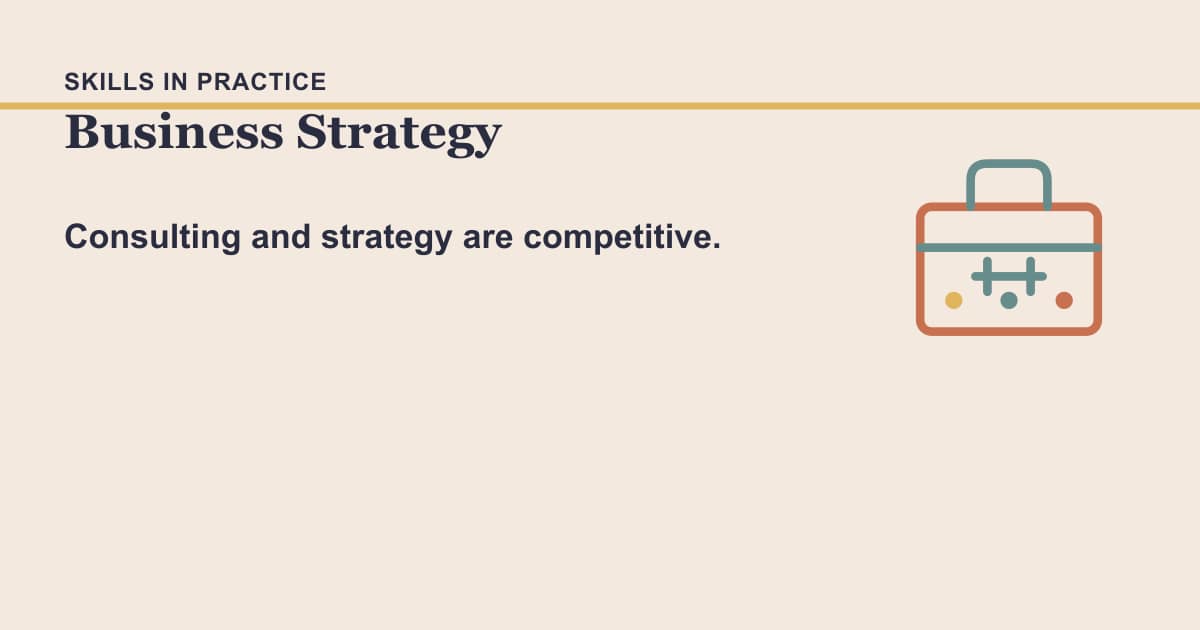 SKILLS IN PRACTICE
Business Strategy
Consulting and strategy are competitive.